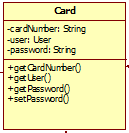 Card
-cardNumber: String
-user: User
-password: String
+getCardNumber()
+getUser()
+getPassword()
+setPassword()